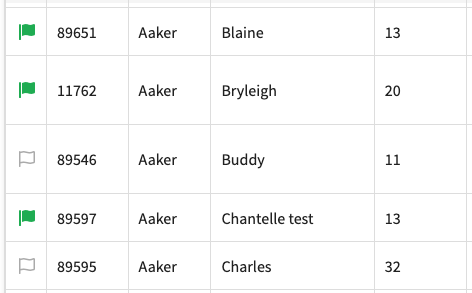 89651 Aaker Blaine 13
11762 Aaker Bryleigh 20
89546 Aaker Buddy 11
89597 Aaker Chantelle test 13
89595 Aaker Charles 32